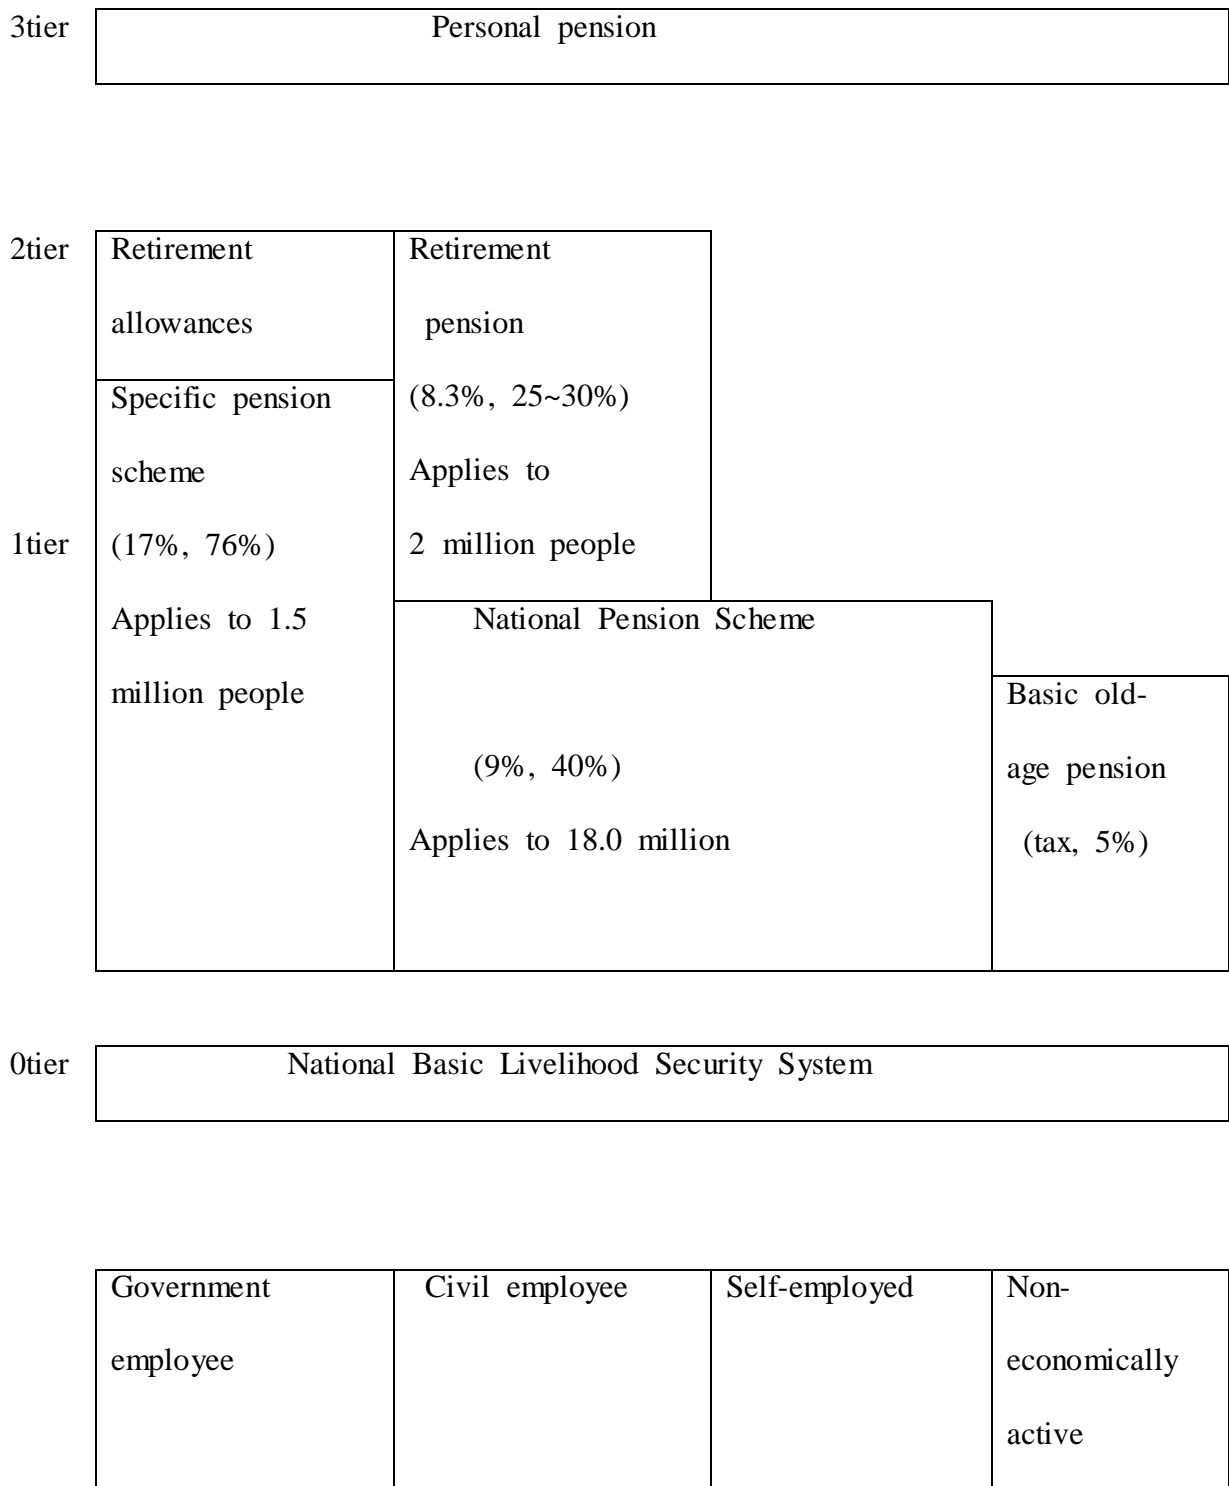 3tier Personal pension
2tier Retirement allowances
Retirement pension
(8.3%, 25~30%)
Applies to
2 million people
1tier Specific pension
scheme
(17%, 76%)
Applies to 1.5
million people
National Pension Scheme
(9%, 40%)
Applies to 18.0 million
Basic old-
age pension
(tax, 5%)
0tier National Basic Livelihood Security System
Government
employee
Civil employee
Self-employed
Non-
economically
active